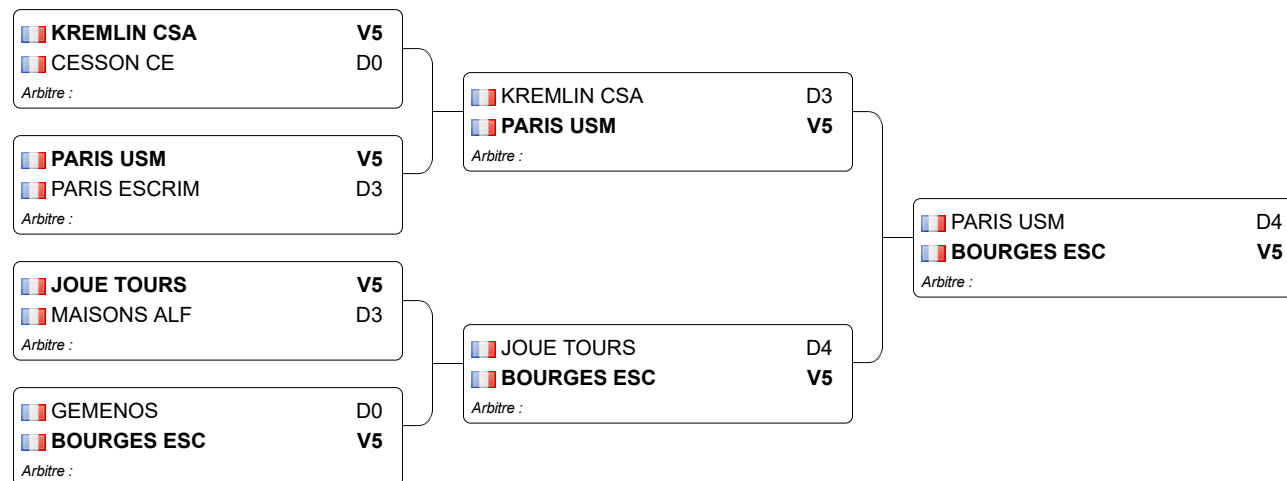 KREMLIN CSA V5
CESSON CE D0
Arbitre :
PARIS USM V5
PARIS ESCRIM D3
Arbitre :
JOUE TOURS V5
MAISONS ALF D3
Arbitre :
GEMENOS D0
BOURGES ESC V5
Arbitre :
KREMLIN CSA D3
PARIS USM V5
Arbitre :
JOUE TOURS D4
BOURGES ESC V5
Arbitre :
PARIS USM D4
BOURGES ESC V5
Arbitre :